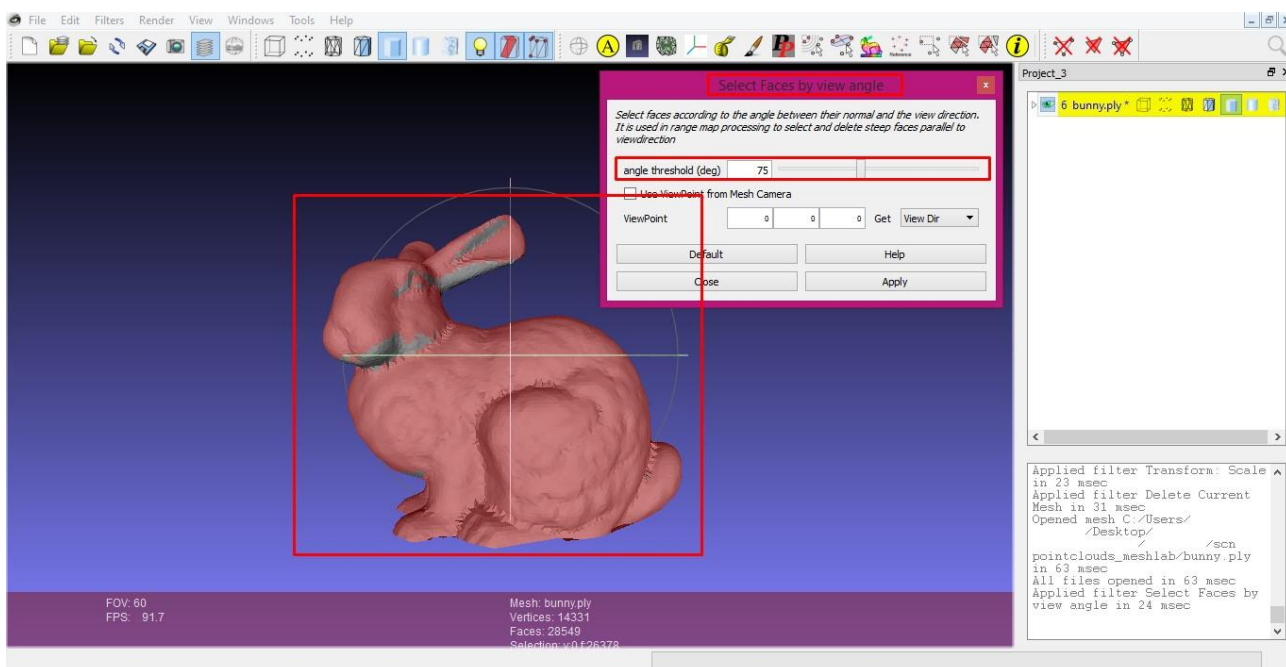 File Edit Filters Render View Windows Tools Help
A
Pp
Reference
i
Select Faces by view angle
x
Select faces according to the angle between their normal and the view direction.
It is used in range map processing to select and delete steep faces parallel to
viewdirection
angle threshold (deg) 75
Use ViewPoint from Mesh Camera
ViewPoint 0 0 0 Get View Dir
Default Help
Close Apply
Project_3
6 bunny.ply *
Applied filter Transform: Scale
in 23 msec
Applied filter Delete Current
Mesh in 31 msec
Opened mesh C:/Users/
/Desktop/
/ /scn
pointclouds_meshlab/bunny.ply
in 63 msec
All files opened in 63 msec
Applied filter Select Faces by
view angle in 24 msec
FOV: 60
FPS: 91.7
Mesh: bunny.ply
Vertices: 14331
Faces: 28549
Selection: v:0 f:26378